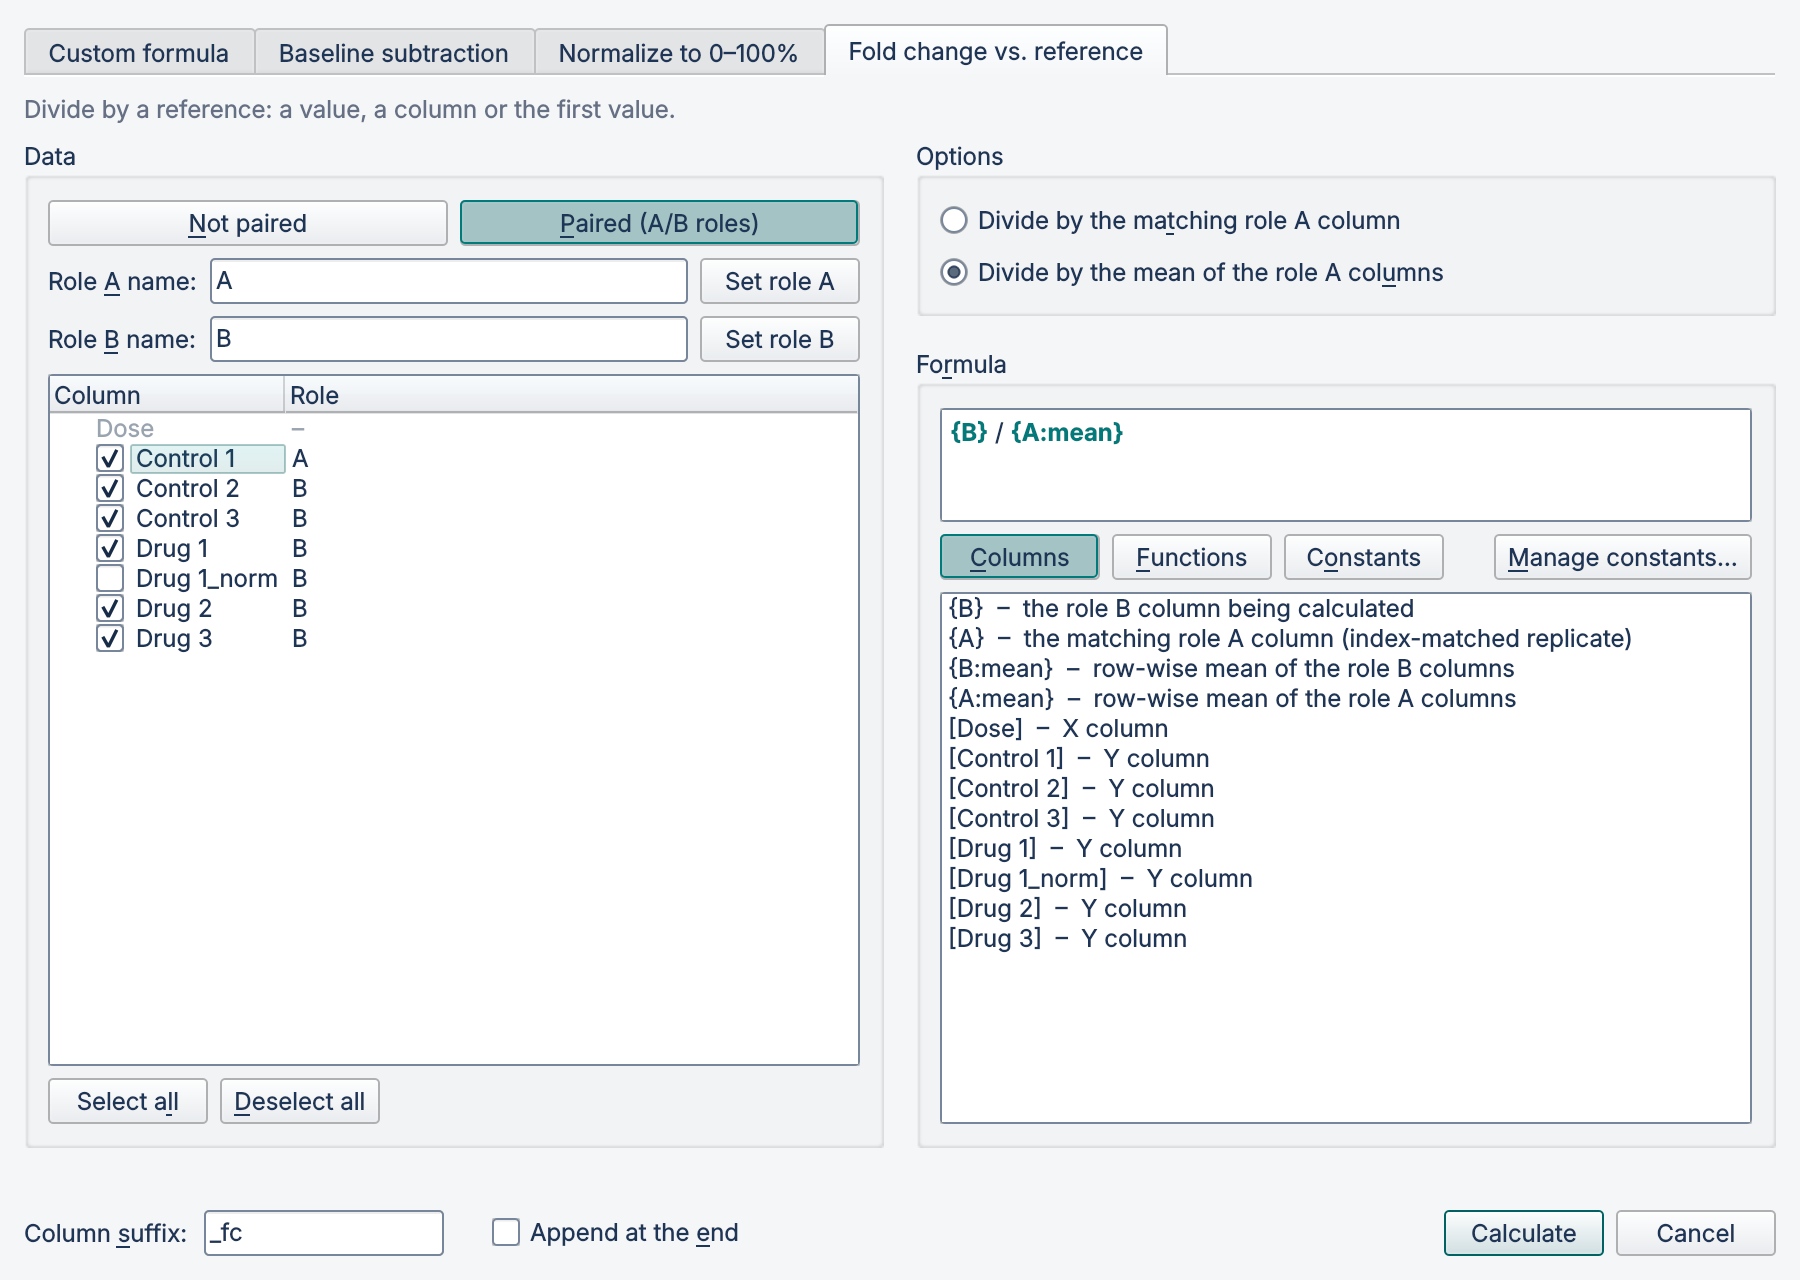 Custom formula
Baseline subtraction
Normalize to 0–100%
Fold change vs. reference
Divide by a reference: a value, a column or the first value.
Data
Not paired
Paired (A/B roles)
Role A name:
A
Set role A
Role B name:
B
Set role B
Column Role
Dose –
Control 1 A
Control 2 B
Control 3 B
Drug 1 B
Drug 1_norm B
Drug 2 B
Drug 3 B
Select all
Deselect all
Options
Divide by the matching role A column
Divide by the mean of the role A columns
Formula
{B} / {A:mean}
Columns
Functions
Constants
Manage constants...
{B} – the role B column being calculated
{A} – the matching role A column (index-matched replicate)
{B:mean} – row-wise mean of the role B columns
{A:mean} – row-wise mean of the role A columns
[Dose] – X column
[Control 1] – Y column
[Control 2] – Y column
[Control 3] – Y column
[Drug 1] – Y column
[Drug 1_norm] – Y column
[Drug 2] – Y column
[Drug 3] – Y column
Column suffix:
_fc
Append at the end
Calculate
Cancel